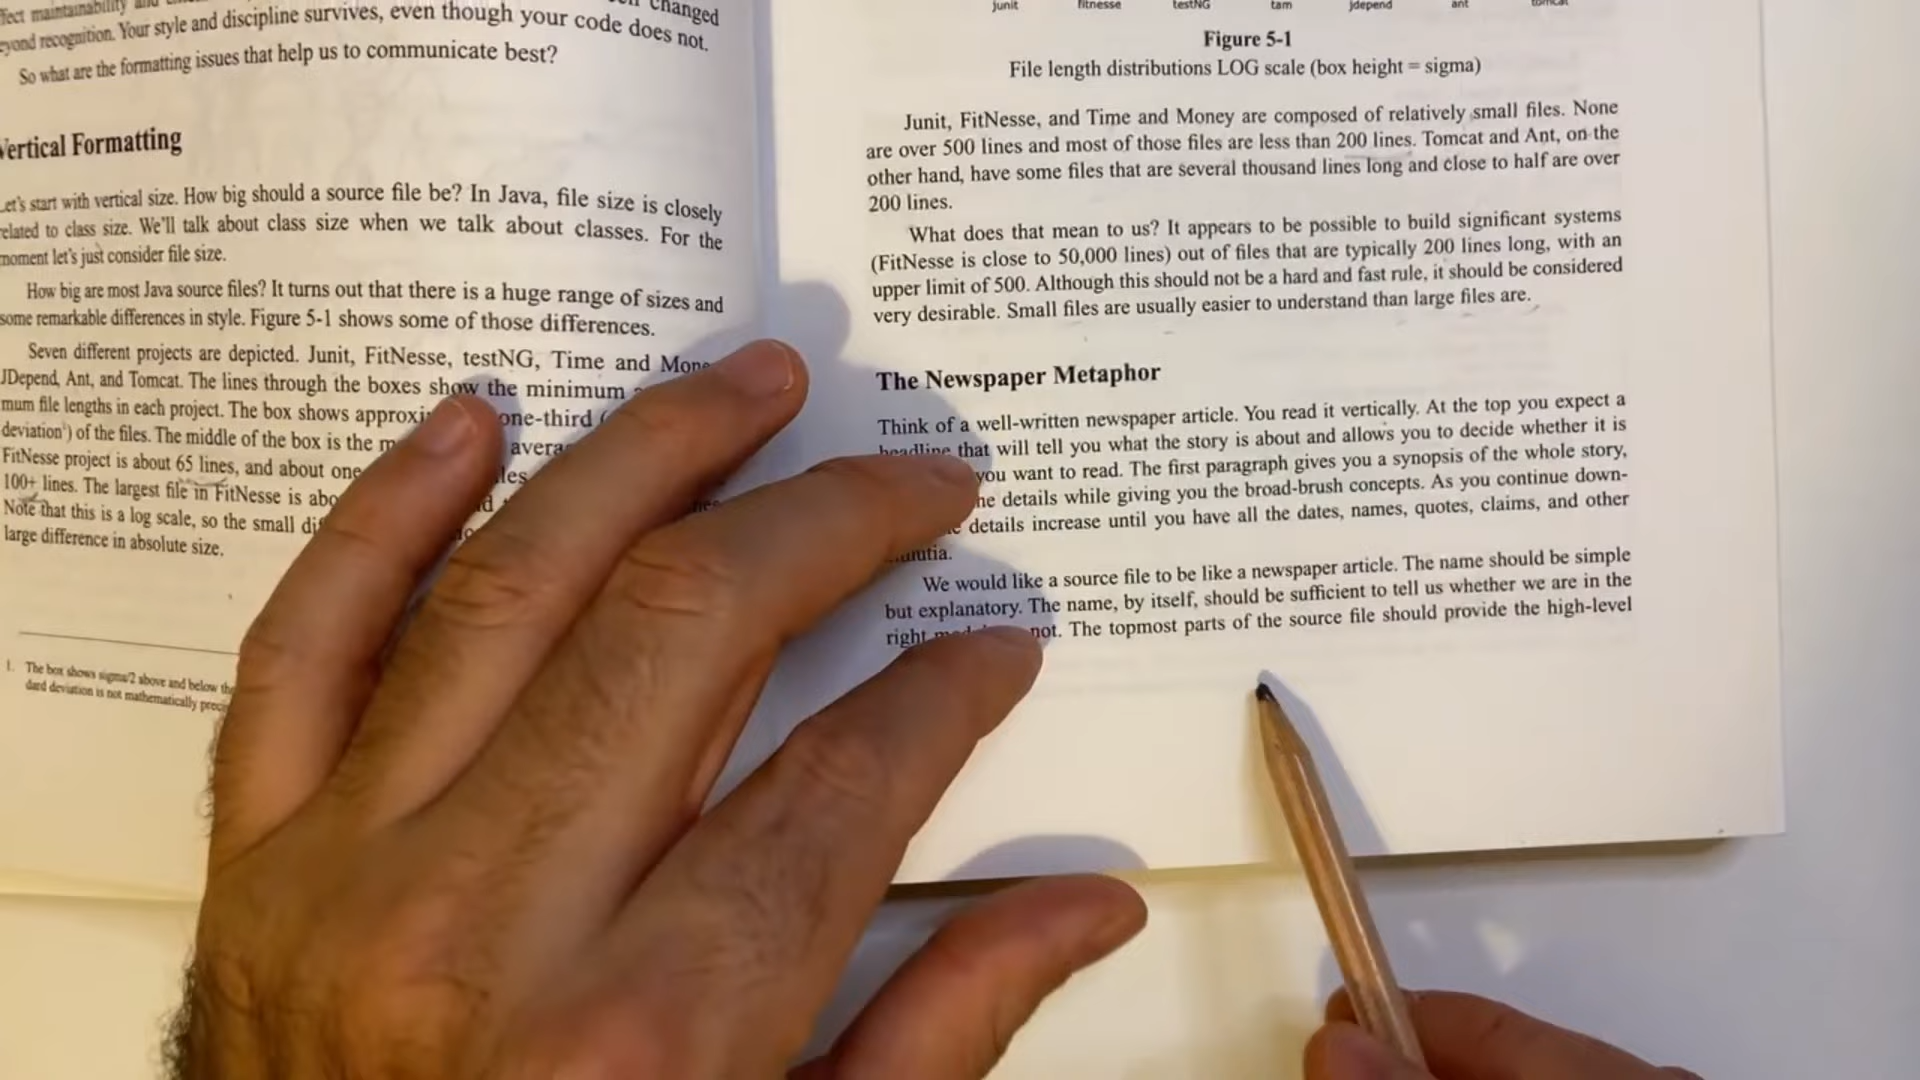 changed
yond recognition. Your style and discipline survives, even though your code does not.
So what are the formatting issues that help us to communicate best?
Vertical Formatting
Let's start with vertical size. How big should a source file be? In Java, file size is closely
related to class size. We'll talk about class size when we talk about classes. For the
moment let's just consider file size.
How big are most Java source files? It turns out that there is a huge range of sizes and
some remarkable differences in style. Figure 5-1 shows some of those differences.
Seven different projects are depicted. Junit, FitNesse, testNG, Time and Mone
JDepend, Ant, and Tomcat. The lines through the boxes show the minimum
mum file lengths in each project. The box shows approxi one-third
deviation¹) of the files. The middle of the box is the m avera
FitNesse project is about 65 lines, and about one les
100+ lines. The largest file in FitNesse is abo
Note that this is a log scale, so the small dif
large difference in absolute size.
1. The box shows sigma/2 above and below the
dard deviation is not mathematically preci
junit fitnesse testNG tam jdepend ant tomcat
Figure 5-1
File length distributions LOG scale (box height = sigma)
Junit, FitNesse, and Time and Money are composed of relatively small files. None
are over 500 lines and most of those files are less than 200 lines. Tomcat and Ant, on the
other hand, have some files that are several thousand lines long and close to half are over
200 lines.
What does that mean to us? It appears to be possible to build significant systems
(FitNesse is close to 50,000 lines) out of files that are typically 200 lines long, with an
upper limit of 500. Although this should not be a hard and fast rule, it should be considered
very desirable. Small files are usually easier to understand than large files are.
The Newspaper Metaphor
Think of a well-written newspaper article. You read it vertically. At the top you expect a
headline that will tell you what the story is about and allows you to decide whether it is
you want to read. The first paragraph gives you a synopsis of the whole story,
details while giving you the broad-brush concepts. As you continue down-
details increase until you have all the dates, names, quotes, claims, and other
nutia.
We would like a source file to be like a newspaper article. The name should be simple
but explanatory. The name, by itself, should be sufficient to tell us whether we are in the
right not. The topmost parts of the source file should provide the high-level